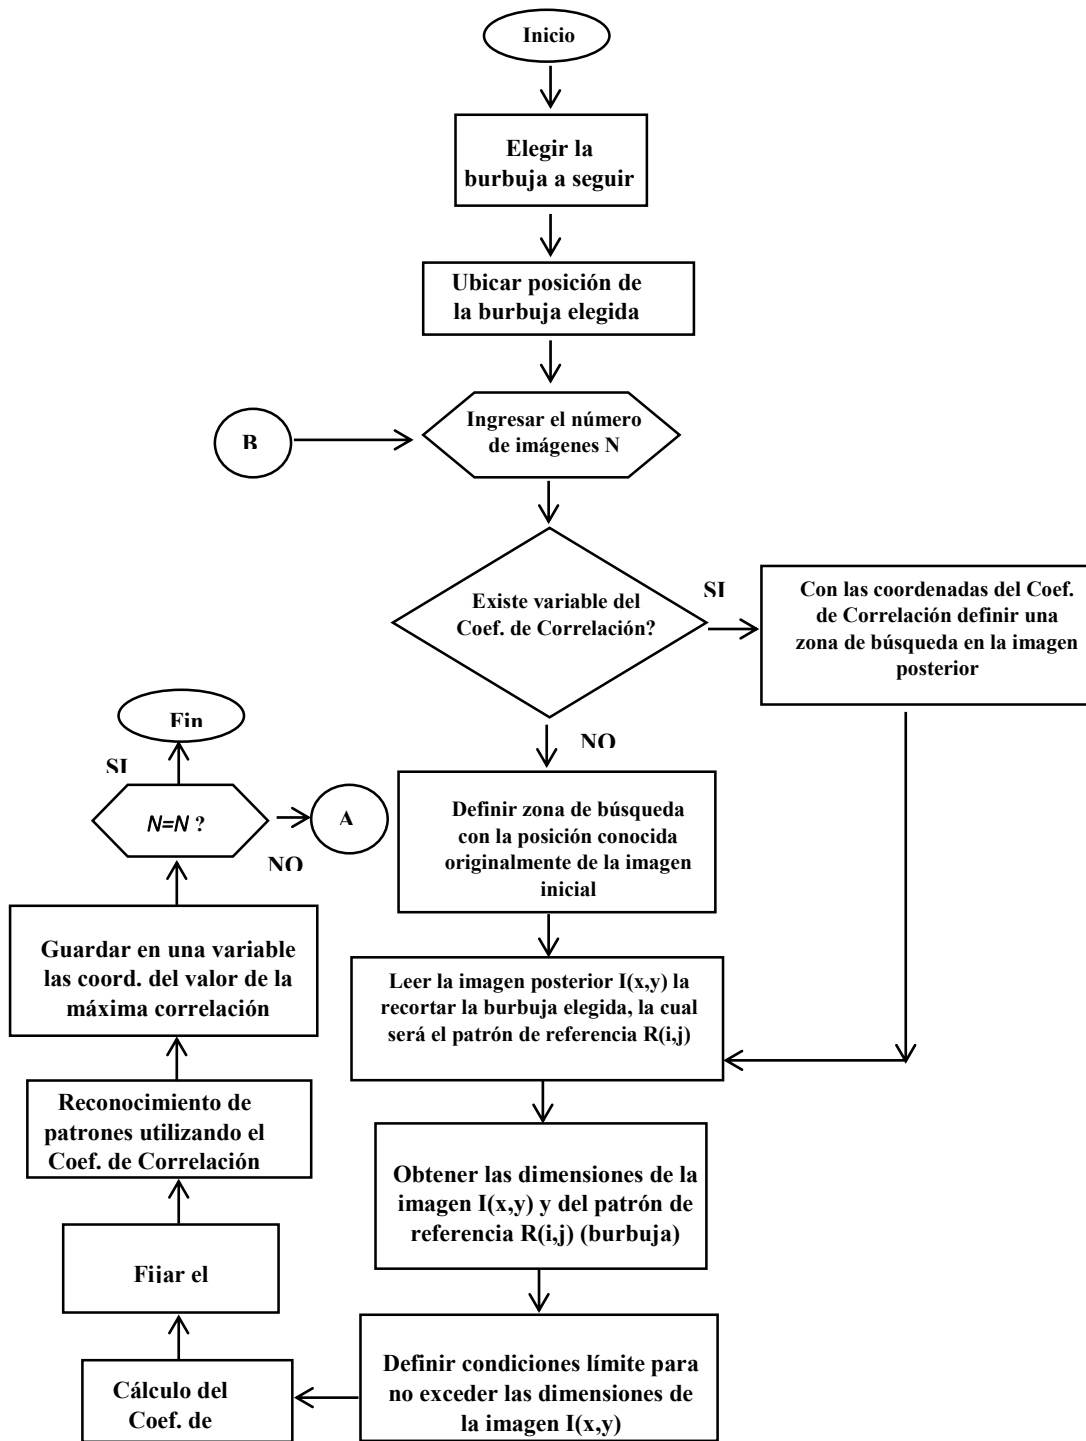 Inicio
Elegir la
burbuja a seguir
Ubicar posición de
la burbuja elegida
Ingresar el número
de imágenes N
B
Existe variable del
Coef. de Correlación?
SI
Con las coordenadas del Coef.
de Correlación definir una
zona de búsqueda en la imagen
posterior
NO
Definir zona de búsqueda
con la posición conocida
originalmente de la imagen
inicial
Leer la imagen posterior I(x,y) la
recortar la burbuja elegida, la cual
será el patrón de referencia R(i,j)
Obtener las dimensiones de la
imagen I(x,y) y del patrón de
referencia R(i,j) (burbuja)
Definir condiciones límite para
no exceder las dimensiones de
la imagen I(x,y)
Cálculo del
Coef. de
Fijar el
Reconocimiento de
patrones utilizando el
Coef. de Correlación
Guardar en una variable
las coord. del valor de la
máxima correlación
N=N ?
NO
A
SI
Fin